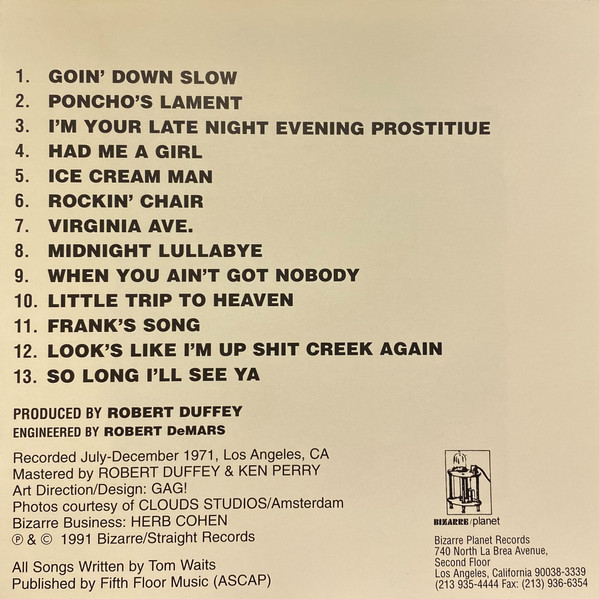 1. GOIN' DOWN SLOW
2. PONCHO'S LAMENT
3. I'M YOUR LATE NIGHT EVENING PROSTITIUE
4. HAD ME A GIRL
5. ICE CREAM MAN
6. ROCKIN' CHAIR
7. VIRGINIA AVE.
8. MIDNIGHT LULLABYE
9. WHEN YOU AIN'T GOT NOBODY
10. LITTLE TRIP TO HEAVEN
11. FRANK'S SONG
12. LOOK'S LIKE I'M UP SHIT CREEK AGAIN
13. SO LONG I'LL SEE YA
PRODUCED BY ROBERT DUFFEY
ENGINEERED BY ROBERT DeMARS
Recorded July-December 1971, Los Angeles, CA
Mastered by ROBERT DUFFEY & KEN PERRY
Art Direction/Design: GAG!
Photos courtesy of CLOUDS STUDIOS/Amsterdam
Bizarre Business: HERB COHEN
℗ & © 1991 Bizarre/Straight Records
All Songs Written by Tom Waits
Published by Fifth Floor Music (ASCAP)
BIZARRE/planet
Bizarre Planet Records
740 North La Brea Avenue,
Second Floor
Los Angeles, California 90038-3339
(213 935-4444 Fax: (213) 936-6354